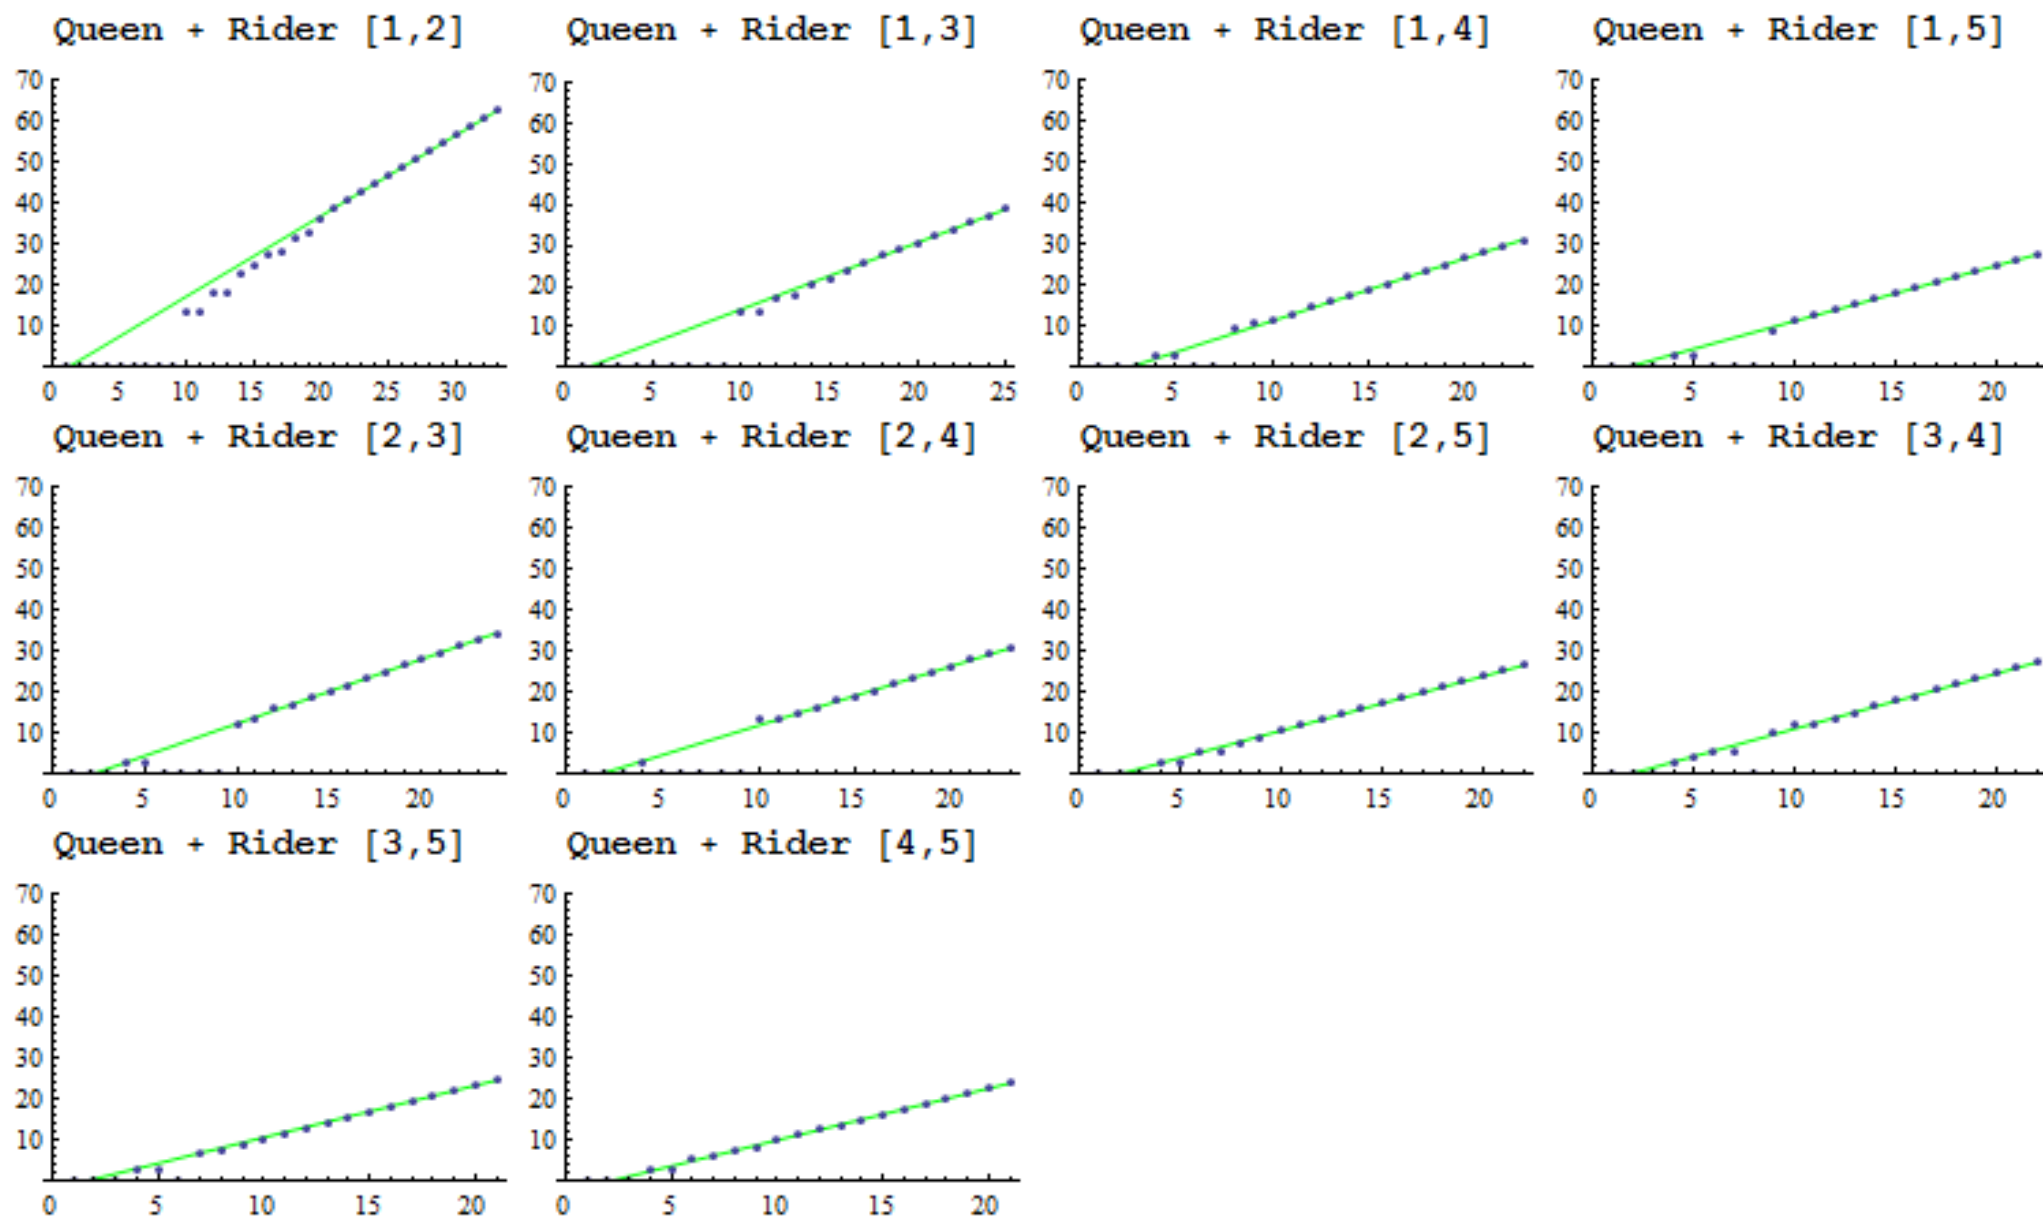 Queen + Rider [1,2] Queen + Rider [1,3] Queen + Rider [1,4] Queen + Rider [1,5]
70 70 70 70
60 60 60 60
50 50 50 50
40 40 40 40
30 30 30 30
20 20 20 20
10 10 10 10
0 5 10 15 20 25 30 0 5 10 15 20 25 0 5 10 15 20 0 5 10 15 20
Queen + Rider [2,3] Queen + Rider [2,4] Queen + Rider [2,5] Queen + Rider [3,4]
70 70 70 70
60 60 60 60
50 50 50 50
40 40 40 40
30 30 30 30
20 20 20 20
10 10 10 10
0 5 10 15 20 0 5 10 15 20 0 5 10 15 20 0 5 10 15 20
Queen + Rider [3,5] Queen + Rider [4,5]
70 70
60 60
50 50
40 40
30 30
20 20
10 10
0 5 10 15 20 0 5 10 15 20